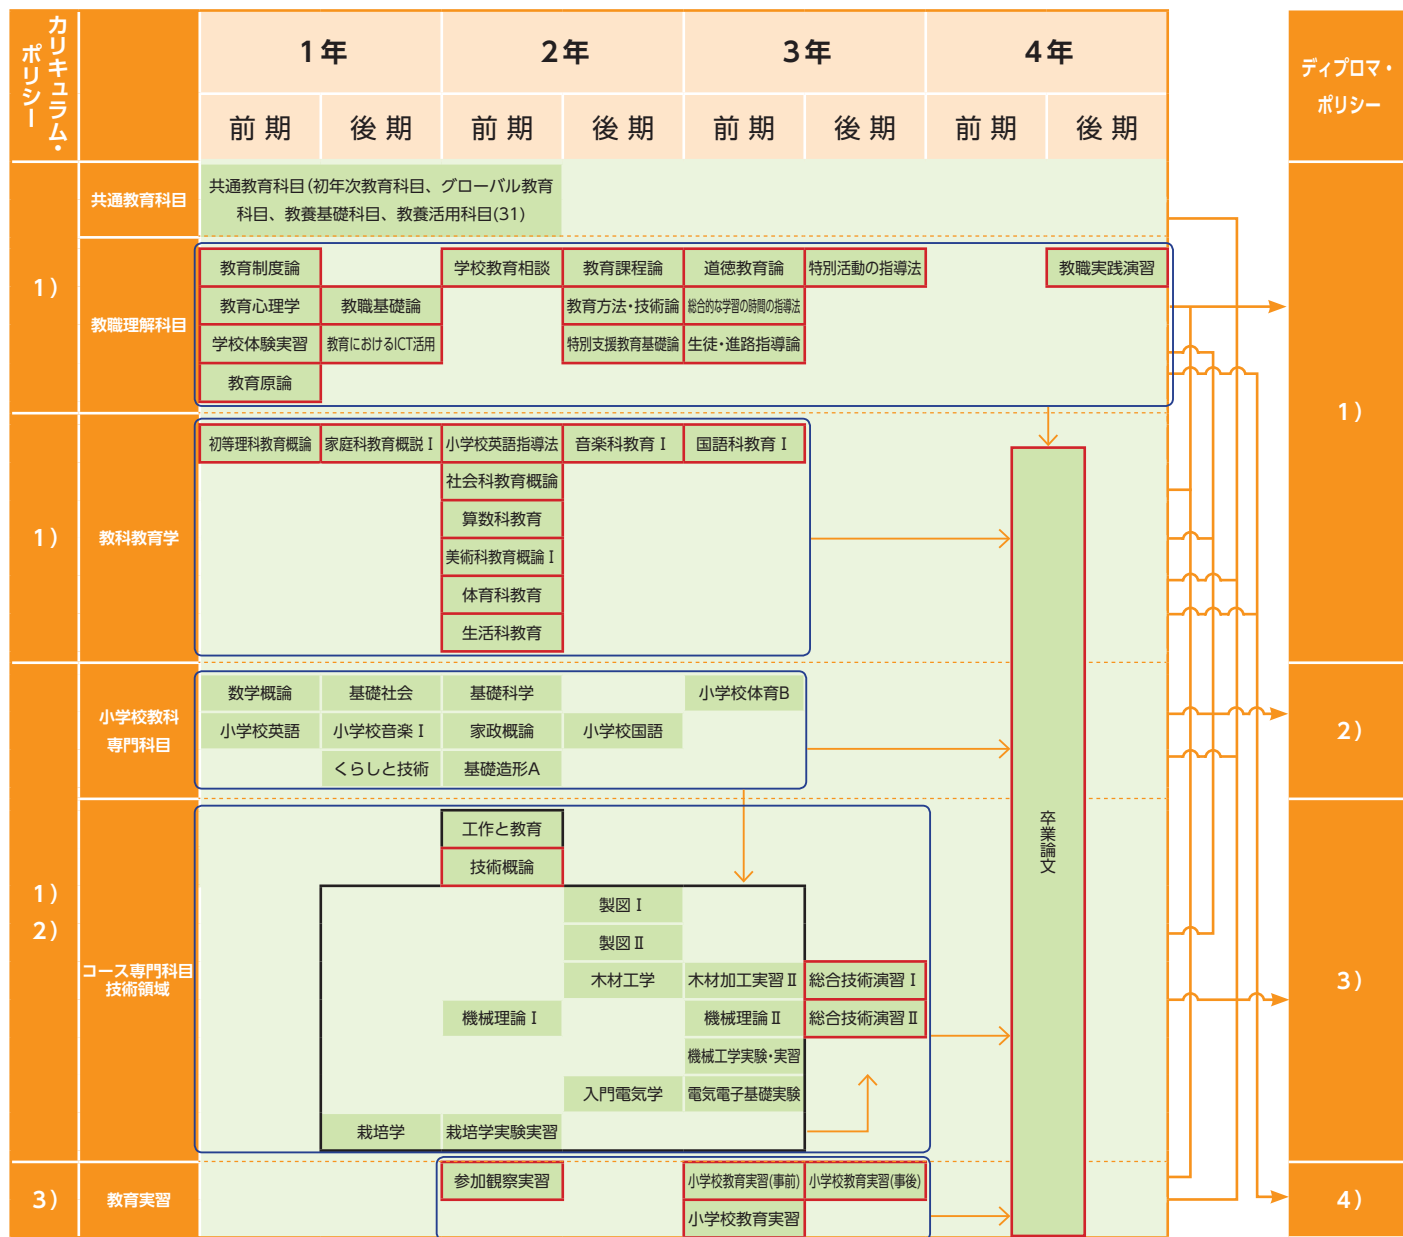 カリキュラム・
ポリシー
1年
2年
3年
4年
ディプロマ・
ポリシー
前期
後期
前期
後期
前期
後期
前期
後期
1）
共通教育科目
共通教育科目（初年次教育科目、グローバル教育
科目、教養基礎科目、教養活用科目(31)
教職理解科目
教育制度論
学校教育相談
教育課程論
道徳教育論
特別活動の指導法
教職実践演習
教育心理学
教職基礎論
教育方法・技術論
総合的な学習の時間の指導法
学校体験実習
教育におけるICT活用
特別支援教育基礎論
生徒・進路指導論
教育原論
1）
1）
教科教育学
初等理科教育概論
家庭科教育概説Ⅰ
小学校英語指導法
音楽科教育Ⅰ
国語科教育Ⅰ
社会科教育概論
算数科教育
美術科教育概論Ⅰ
体育科教育
生活科教育
小学校教科
専門科目
数学概論
基礎社会
基礎科学
小学校体育B
小学校英語
小学校音楽Ⅰ
家政概論
小学校国語
くらしと技術
基礎造形A
2）
1）
2）
コース専門科目
技術領域
工作と教育
技術概論
製図Ⅰ
製図Ⅱ
木材工学
木材加工実習Ⅱ
総合技術演習Ⅰ
機械理論Ⅰ
機械理論Ⅱ
総合技術演習Ⅱ
機械工学実験・実習
入門電気学
電気電子基礎実験
栽培学
栽培学実験実習
卒業論文
3）
3）
教育実習
参加観察実習
小学校教育実習(事前)
小学校教育実習(事後)
小学校教育実習
4）